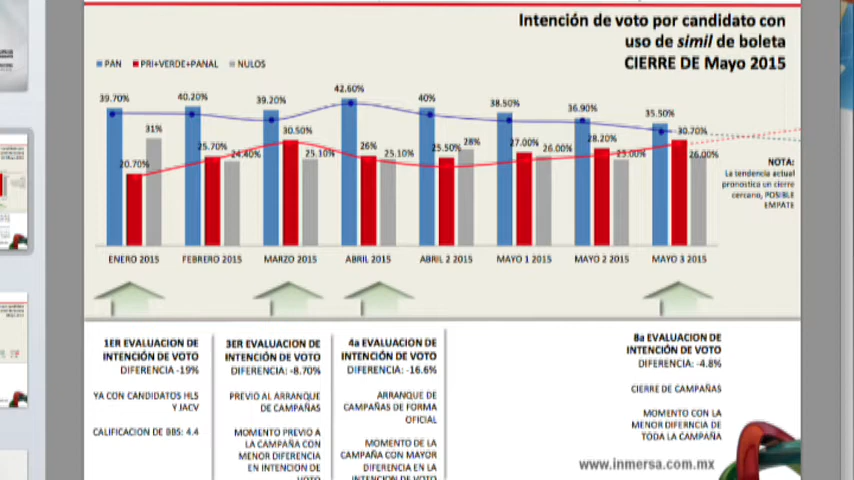 Intención de voto por candidato con
uso de simil de boleta
CIERRE DE Mayo 2015
PAN PRI+VERDE+PANAL NULOS
39.70% 40.20% 39.20% 42.60% 40% 38.50% 36.90% 35.50%
20.70% 25.70% 30.50% 26% 25.50% 27.00% 28.20% 30.70%
31% 24.40% 25.10% 25.10% 28% 26.00% 25.00% 26.00%
NOTA:
La tendencia actual
pronostica un cierre
cercano, POSIBLE
EMPATE
ENERO 2015 FEBRERO 2015 MARZO 2015 ABRIL 2015 ABRIL 2 2015 MAYO 1 2015 MAYO 2 2015 MAYO 3 2015
1ER EVALUACION DE
INTENCIÓN DE VOTO
DIFERENCIA -19%
YA CON CANDIDATOS HLS
Y JACV
CALIFICACION DE BBS: 4.4
3ER EVALUACION DE
INTENCIÓN DE VOTO
DIFERENCIA: -8.70%
PREVIO AL ARRANQUE
DE CAMPAÑAS
MOMENTO PREVIO A
LA CAMPAÑA CON
MENOR DIFERENCIA
EN INTENCION DE
VOTO
4a EVALUACION DE
INTENCIÓN DE VOTO
DIFERENCIA: -16.6%
ARRANQUE DE
CAMPAÑAS DE FORMA
OFICIAL
MOMENTO DE LA
CAMPAÑA CON MAYOR
DIFERENCIA EN LA
INTENCION DE VOTO
8a EVALUACION DE
INTENCIÓN DE VOTO
DIFERENCIA: -4.8%
CIERRE DE CAMPAÑAS
MOMENTO CON LA
MENOR DIFERNCIA DE
TODA LA CAMPAÑA
www.inmersa.com.mx